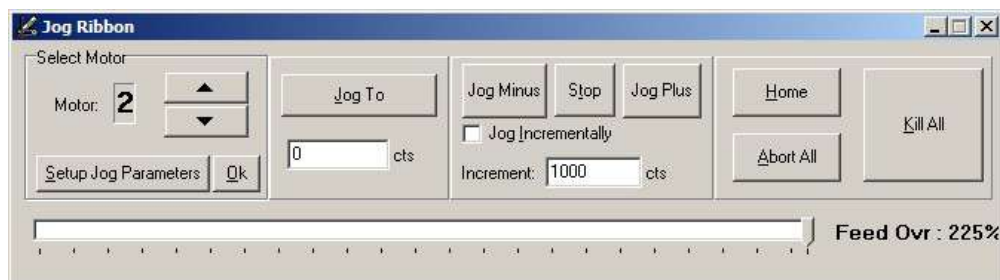 Jog Ribbon
Select Motor
Motor: 2
Setup Jog Parameters
Ok
Jog To
0 cts
Jog Minus
Stop
Jog Plus
Jog Incrementally
Increment: 1000 cts
Home
Abort All
Kill All
Feed Ovr : 225%